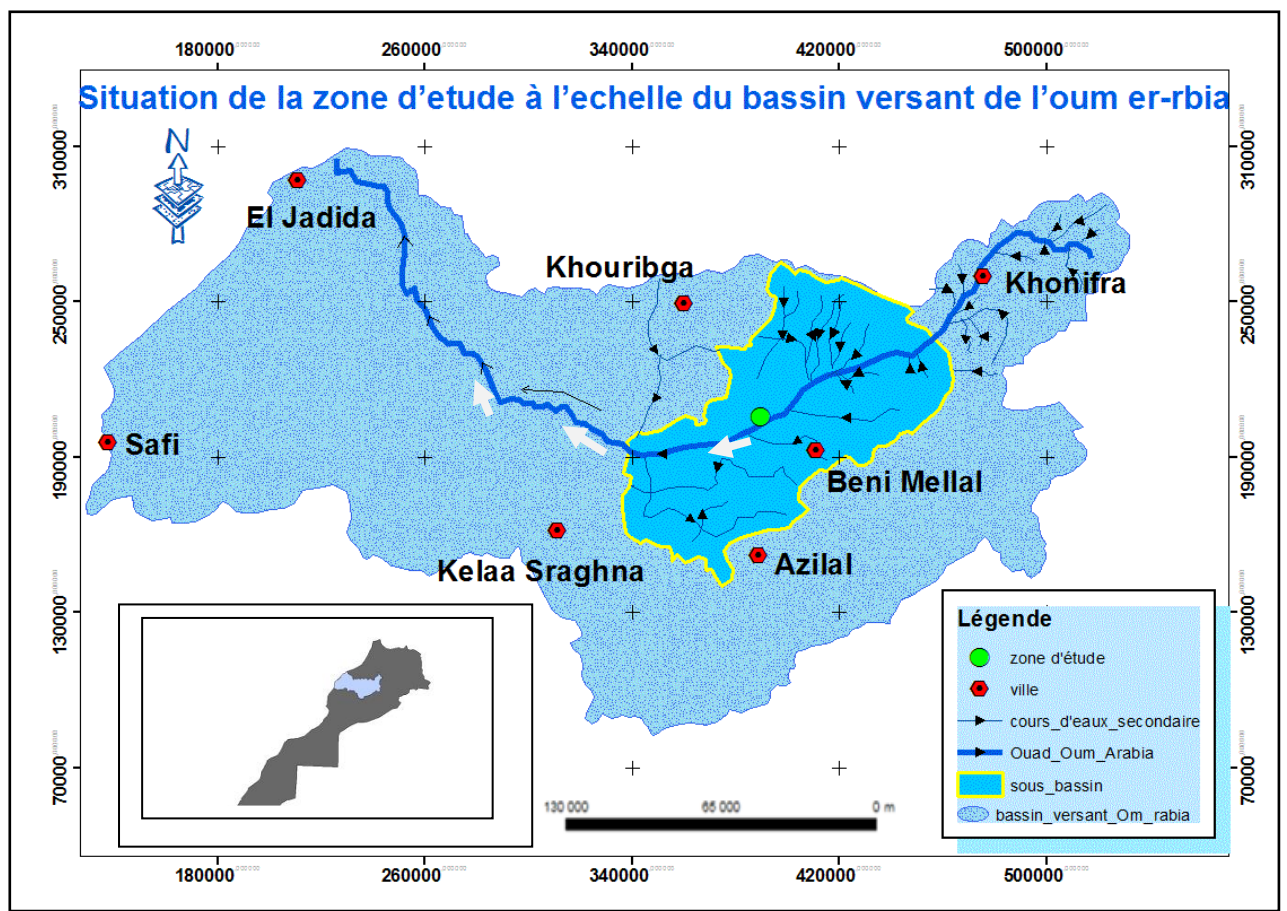 180000 260000 340000 420000 500000
Situation de la zone d'etude à l'echelle du bassin versant de l'oum er-rbia
N
310000 310000
El Jadida
Khouribga
Khonifra
250000 250000
Safi
190000 190000
Beni Mellal
Kelaa Sraghna
Azilal
130000 130000
Légende
zone d'étude
ville
cours_d'eaux_secondaire
Ouad_Oum_Arabia
sous_bassin
bassin_versant_Om_rabia
70000 70000
130 000 65 000 0 m
180000 260000 340000 420000 500000